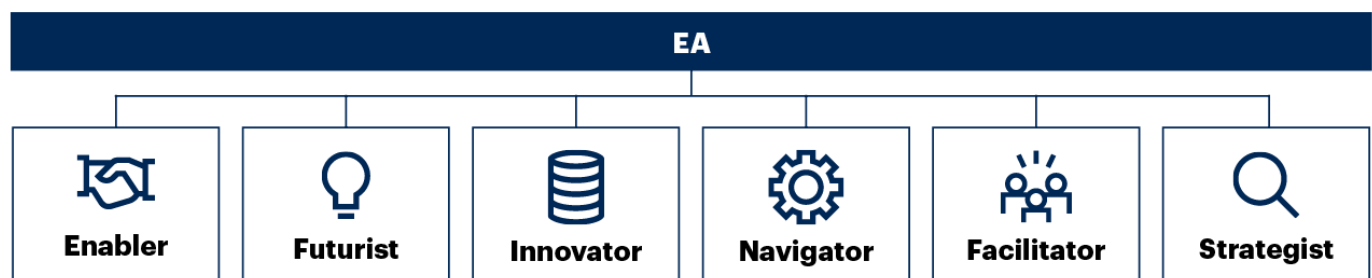 EA
Enabler
Futurist
Innovator
Navigator
Facilitator
Strategist